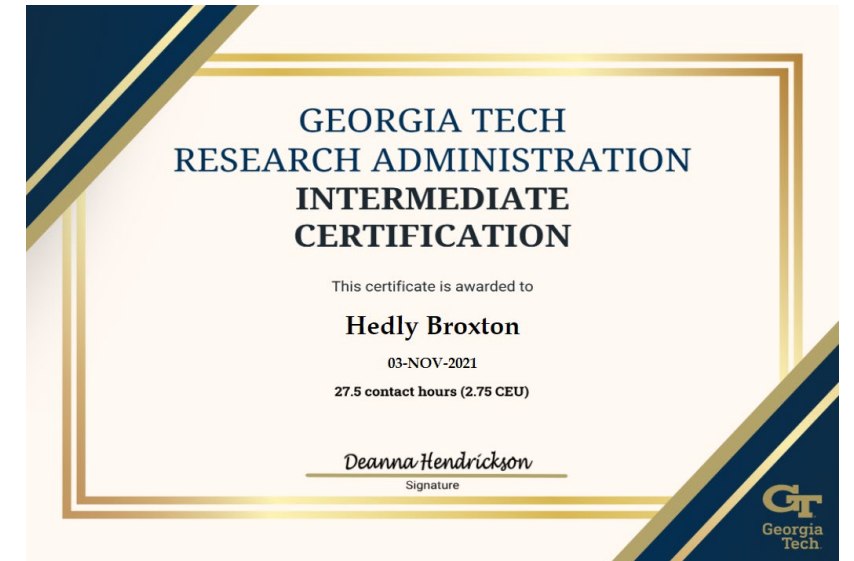 GEORGIA TECH
RESEARCH ADMINISTRATION
INTERMEDIATE
CERTIFICATION
This certificate is awarded to
Hedly Broxton
03-NOV-2021
27.5 contact hours (2.75 CEU)
Deanna Hendrickson
Signature
GT
Georgia
Tech